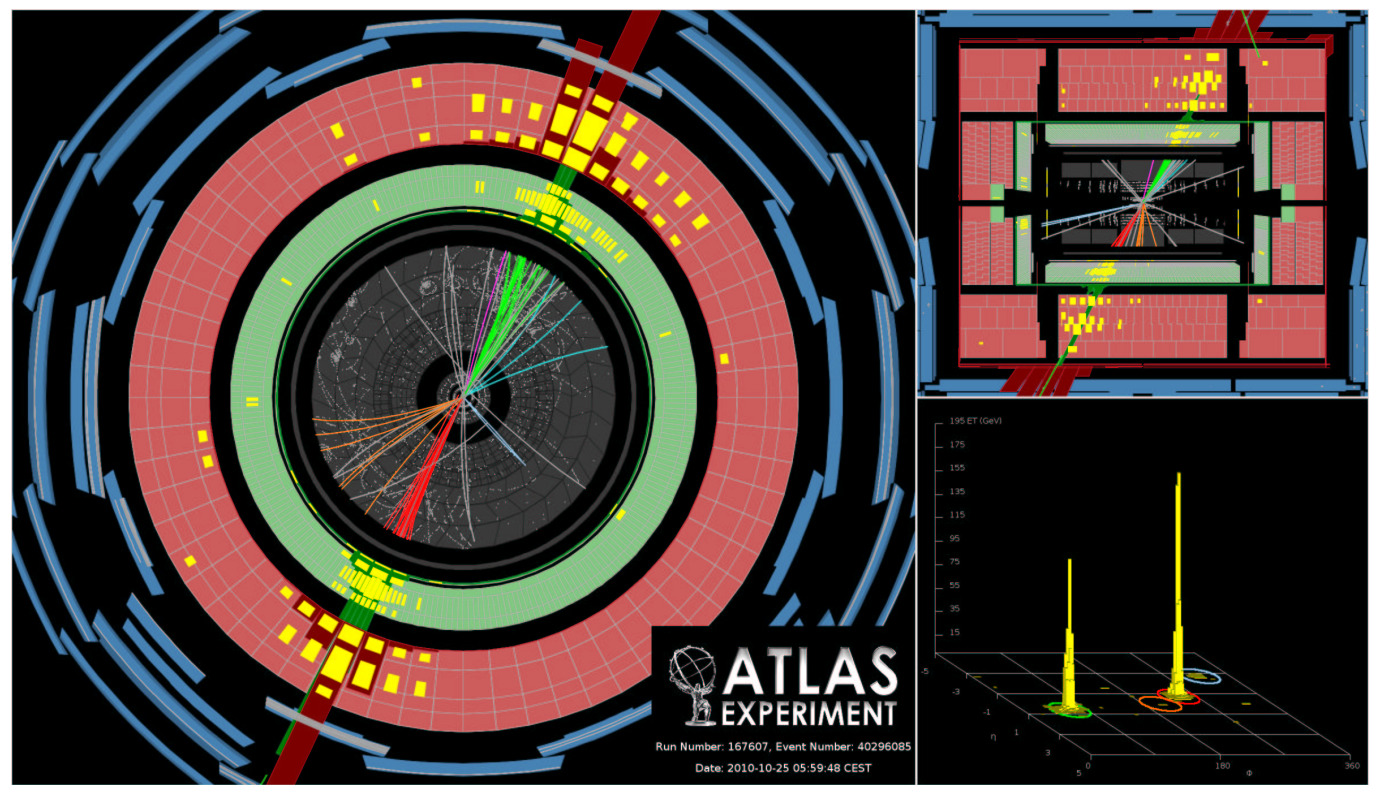 ATLAS
EXPERIMENT
Run Number: 167607, Event Number: 40296085
Date: 2010-10-25 05:59:48 CEST
195 ET (GeV)
175
155
135
115
95
75
55
35
15
-5
-3
-1
η
1
3
5
0
180
Φ
360